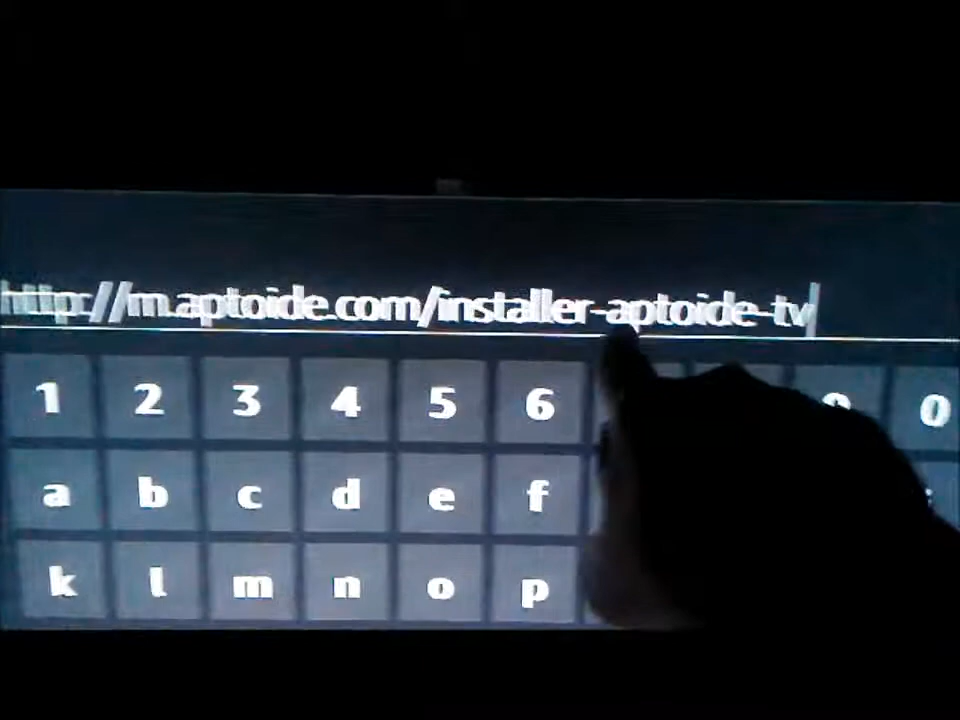 http://m.aptoide.com/installer-aptoide-tv
1 2 3 4 5 6 0
a b c d e f
k l m n o p